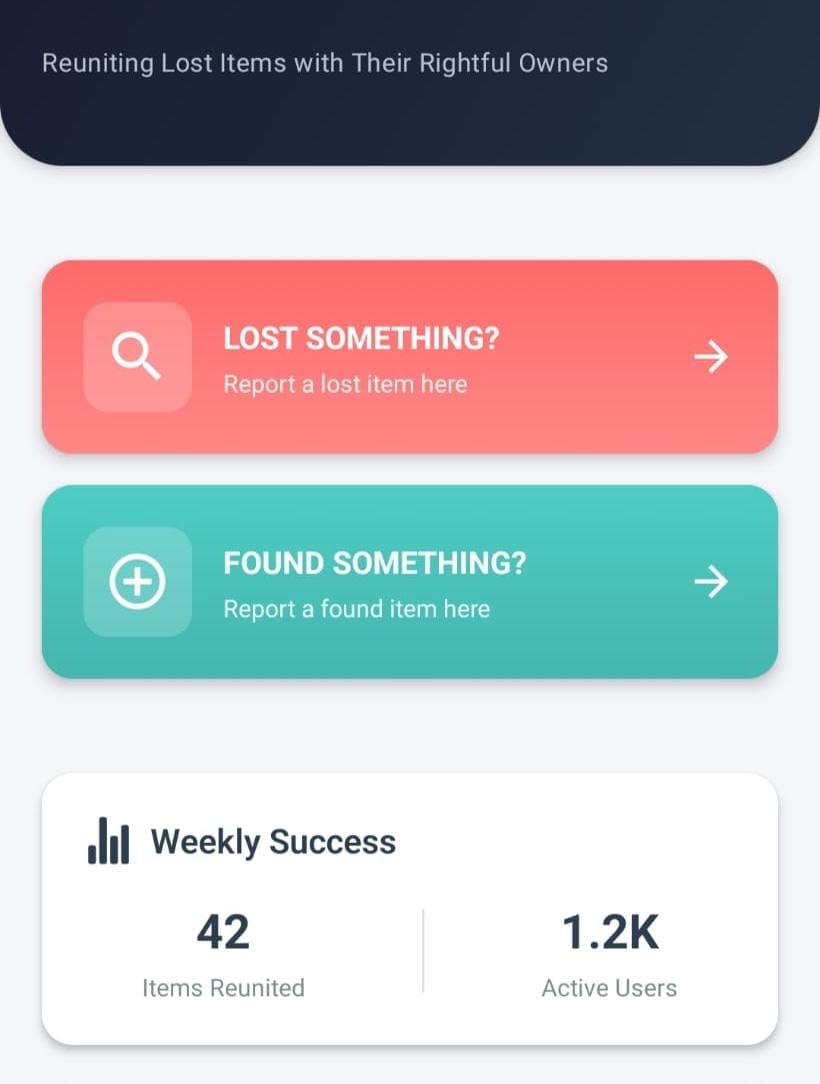 Reuniting Lost Items with Their Rightful Owners
LOST SOMETHING?
Report a lost item here
FOUND SOMETHING?
Report a found item here
Weekly Success
42
1.2K
Items Reunited
Active Users